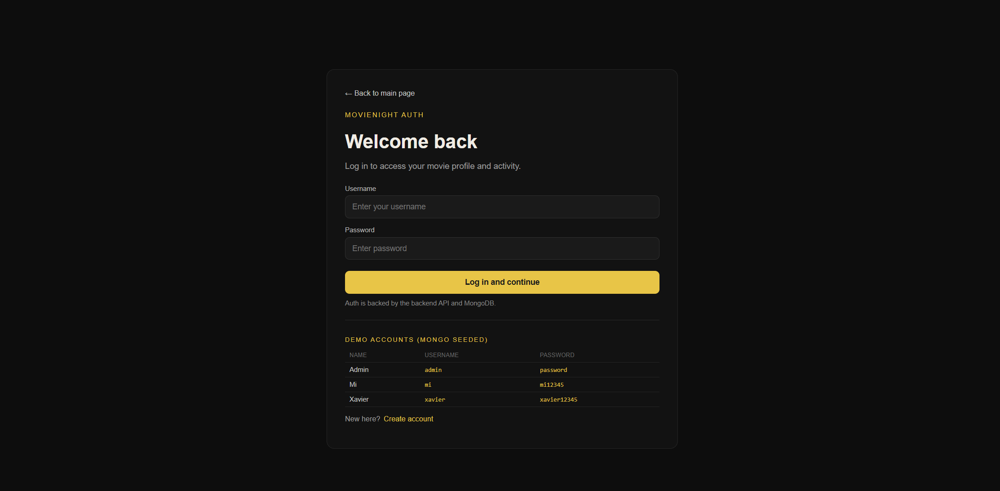 ← Back to main page
MOVIENIGHT AUTH
Welcome back
Log in to access your movie profile and activity.
Username
Enter your username
Password
Enter password
Log in and continue
Auth is backed by the backend API and MongoDB.
DEMO ACCOUNTS (MONGO SEEDED)
NAME USERNAME PASSWORD
Admin admin password
Mi mi mi12345
Xavier xavier xavier12345
New here? Create account